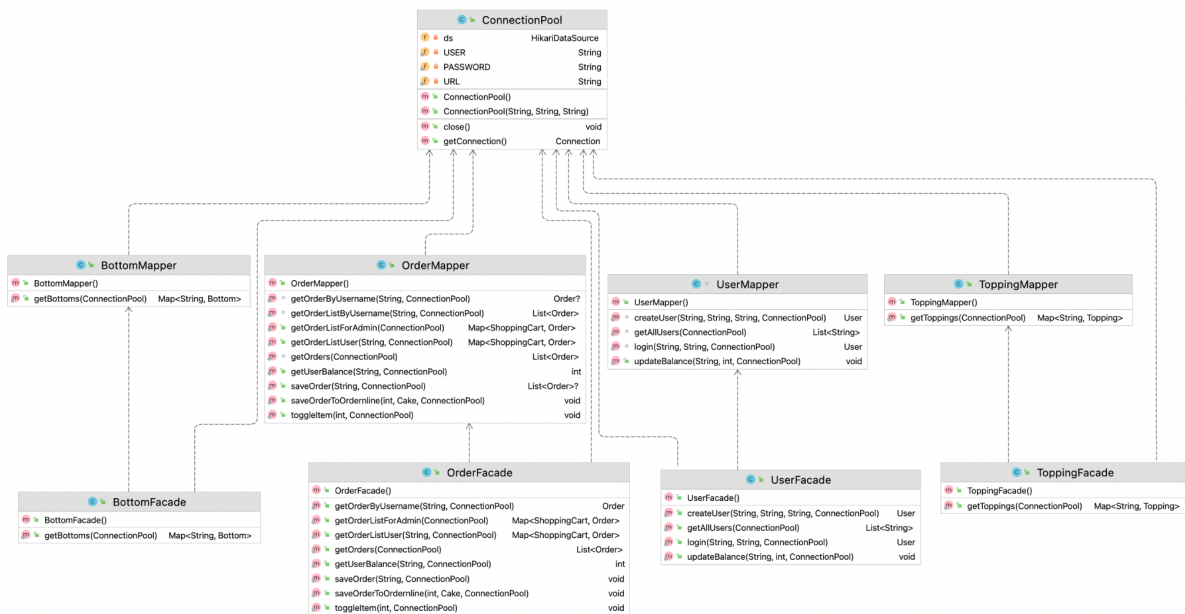 ConnectionPool
ds HikariDataSource
USER String
PASSWORD String
URL String
ConnectionPool()
ConnectionPool(String, String, String)
close() void
getConnection() Connection
BottomMapper
BottomMapper()
getBottoms(ConnectionPool) Map<String, Bottom>
OrderMapper
OrderMapper()
getOrderByUsername(String, ConnectionPool) Order?
getOrderListByUsername(String, ConnectionPool) List<Order>
getOrderListForAdmin(ConnectionPool) Map<ShoppingCart, Order>
getOrderListUser(String, ConnectionPool) Map<ShoppingCart, Order>
getOrders(ConnectionPool) List<Order>
getUserBalance(String, ConnectionPool) int
saveOrder(String, ConnectionPool) List<Order>?
saveOrderToOrdernline(int, Cake, ConnectionPool) void
toggleItem(int, ConnectionPool) void
UserMapper
UserMapper()
createUser(String, String, String, ConnectionPool) User
getAllUsers(ConnectionPool) List<String>
login(String, String, ConnectionPool) User
updateBalance(String, int, ConnectionPool) void
ToppingMapper
ToppingMapper()
getToppings(ConnectionPool) Map<String, Topping>
BottomFacade
BottomFacade()
getBottoms(ConnectionPool) Map<String, Bottom>
OrderFacade
OrderFacade()
getOrderByUsername(String, ConnectionPool) Order
getOrderListForAdmin(ConnectionPool) Map<ShoppingCart, Order>
getOrderListUser(String, ConnectionPool) Map<ShoppingCart, Order>
getOrders(ConnectionPool) List<Order>
getUserBalance(String, ConnectionPool) int
saveOrder(String, ConnectionPool) void
saveOrderToOrdernline(int, Cake, ConnectionPool) void
toggleItem(int, ConnectionPool) void
UserFacade
UserFacade()
createUser(String, String, String, ConnectionPool) User
getAllUsers(ConnectionPool) List<String>
login(String, String, ConnectionPool) User
updateBalance(String, int, ConnectionPool) void
ToppingFacade
ToppingFacade()
getToppings(ConnectionPool) Map<String, Topping>